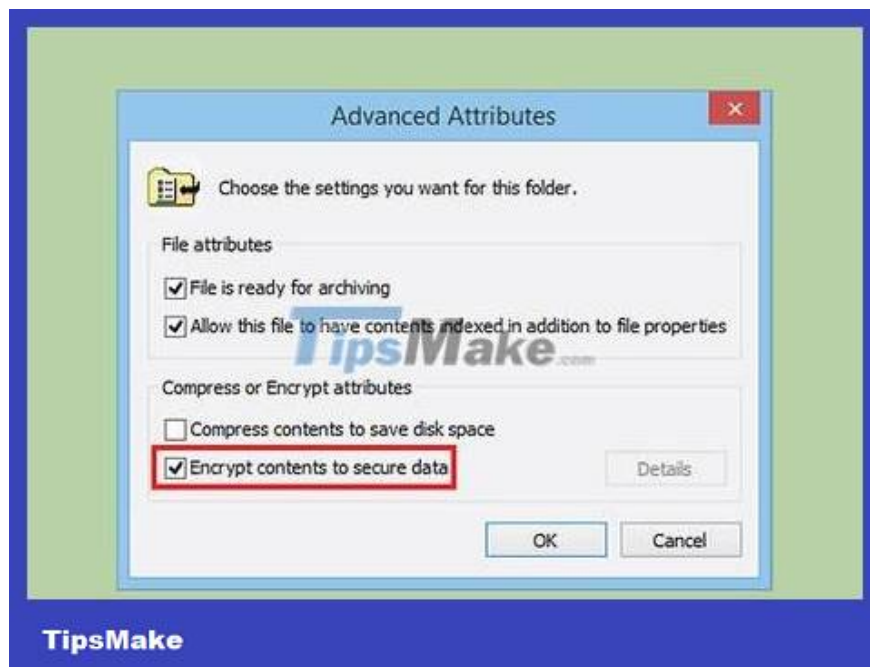 Advanced Attributes
Choose the settings you want for this folder.
File attributes
File is ready for archiving
Allow this file to have contents indexed in addition to file properties
TipsMake.com
Compress or Encrypt attributes
Compress contents to save disk space
Encrypt contents to secure data
Details
OK
Cancel
TipsMake